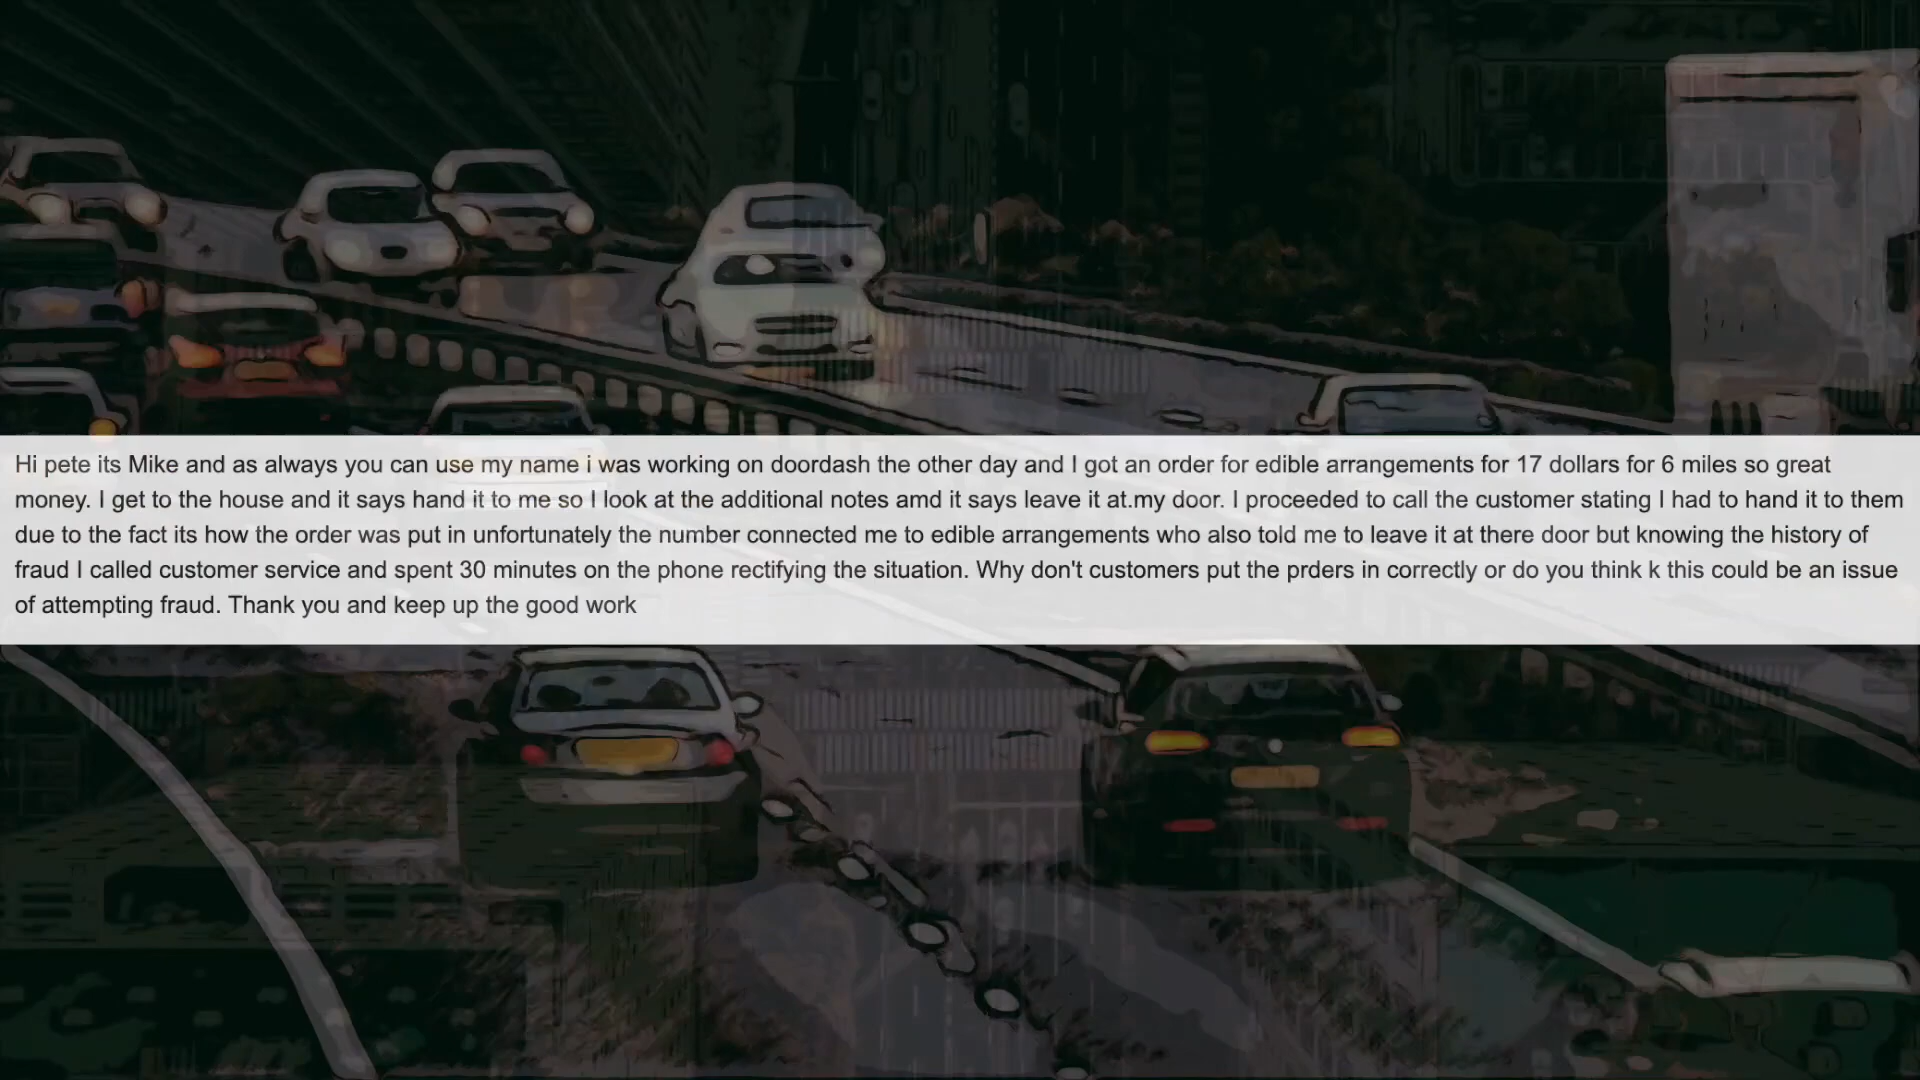 Hi pete its Mike and as always you can use my name i was working on doordash the other day and I got an order for edible arrangements for 17 dollars for 6 miles so great
money. I get to the house and it says hand it to me so I look at the additional notes amd it says leave it at.my door. I proceeded to call the customer stating I had to hand it to them
due to the fact its how the order was put in unfortunately the number connected me to edible arrangements who also told me to leave it at there door but knowing the history of
fraud I called customer service and spent 30 minutes on the phone rectifying the situation. Why don't customers put the prders in correctly or do you think k this could be an issue
of attempting fraud. Thank you and keep up the good work